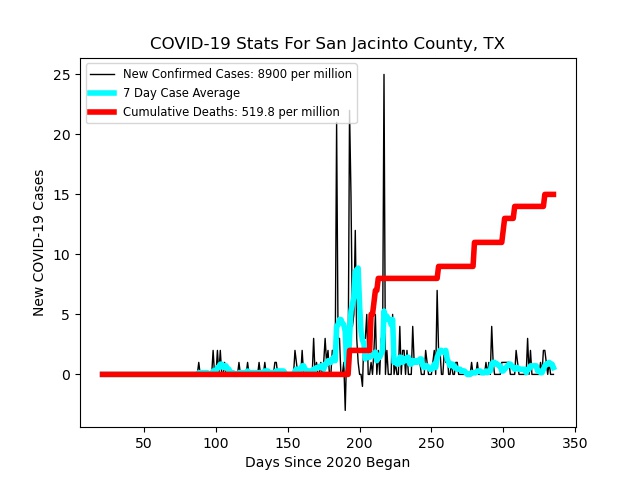 COVID-19 Stats For San Jacinto County, TX
New Confirmed Cases: 8900 per million
7 Day Case Average
Cumulative Deaths: 519.8 per million
New COVID-19 Cases
25
20
15
10
5
0
50
100
150
200
250
300
350
Days Since 2020 Began